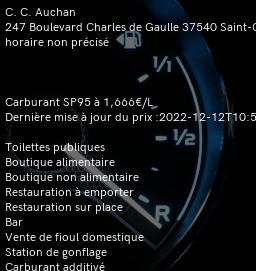 C. C. Auchan
247 Boulevard Charles de Gaulle 37540 Saint-
horaire non précisé
1/1
Carburant SP95 à 1,666€/L
Dernière mise à jour du prix :2022-12-12T10:5
1/2
Toilettes publiques
Boutique alimentaire
Boutique non alimentaire
Restauration à emporter
Restauration sur place
R
Bar
Vente de fioul domestique
Station de gonflage
Carburant additivé